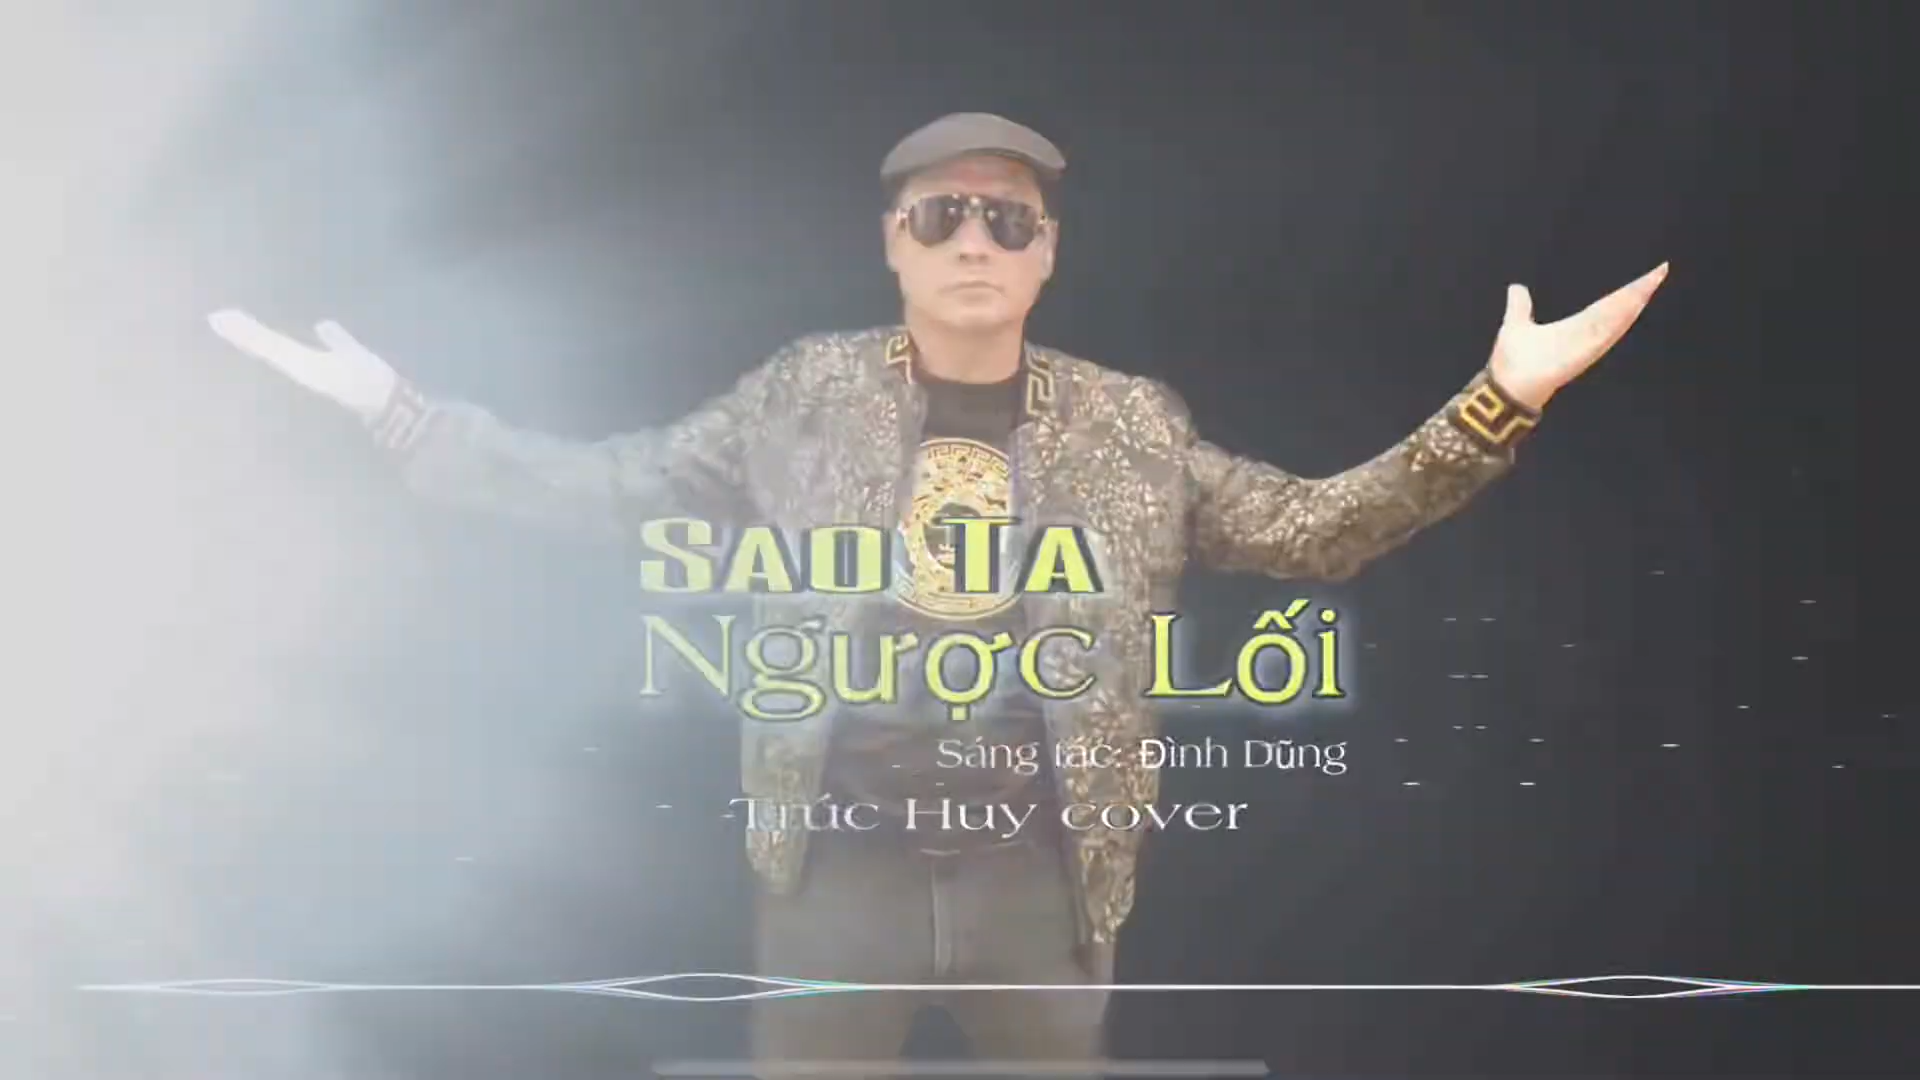 Sao Ta
Ngược Lối
Sáng tác: Đình Dũng
Trúc Huy cover